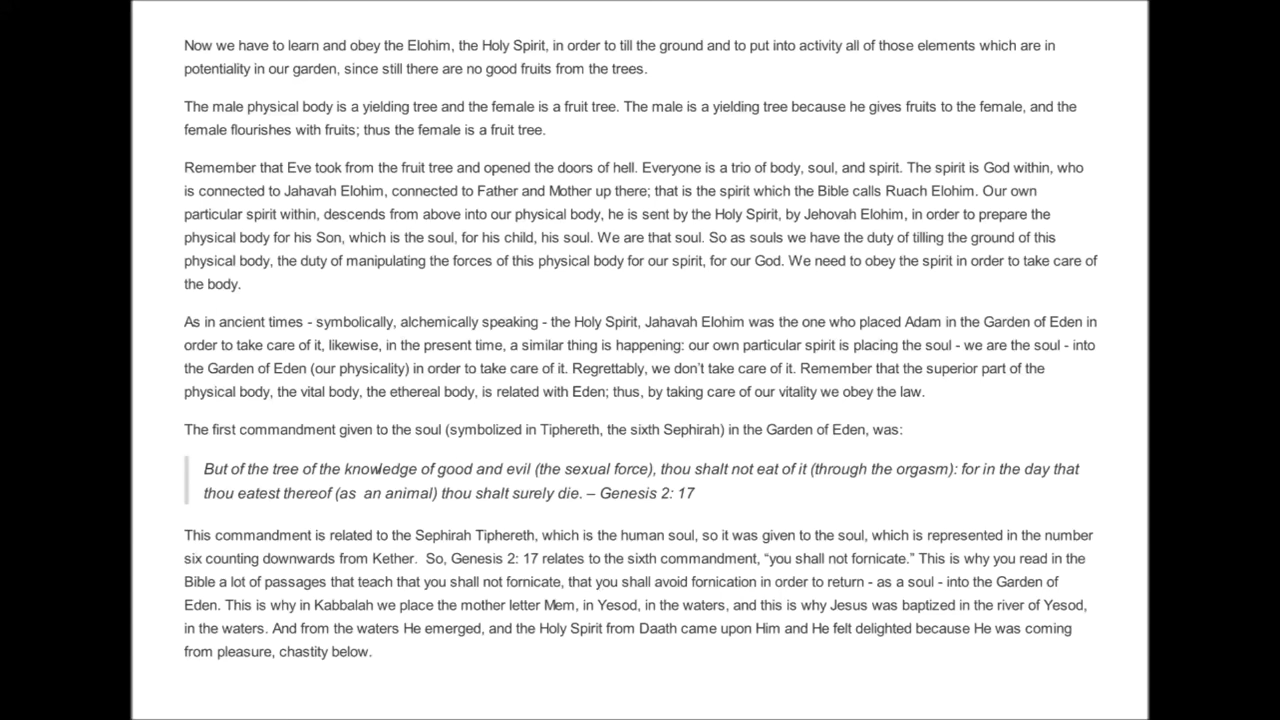 Now we have to learn and obey the Elohim, the Holy Spirit, in order to till the ground and to put into activity all of those elements which are in
potentiality in our garden, since still there are no good fruits from the trees.
The male physical body is a yielding tree and the female is a fruit tree. The male is a yielding tree because he gives fruits to the female, and the
female flourishes with fruits; thus the female is a fruit tree.
Remember that Eve took from the fruit tree and opened the doors of hell. Everyone is a trio of body, soul, and spirit. The spirit is God within, who
is connected to Jahavah Elohim, connected to Father and Mother up there; that is the spirit which the Bible calls Ruach Elohim. Our own
particular spirit within, descends from above into our physical body, he is sent by the Holy Spirit, by Jehovah Elohim, in order to prepare the
physical body for his Son, which is the soul, for his child, his soul. We are that soul. So as souls we have the duty of tilling the ground of this
physical body, the duty of manipulating the forces of this physical body for our spirit, for our God. We need to obey the spirit in order to take care of
the body.
As in ancient times - symbolically, alchemically speaking - the Holy Spirit, Jahavah Elohim was the one who placed Adam in the Garden of Eden in
order to take care of it, likewise, in the present time, a similar thing is happening: our own particular spirit is placing the soul - we are the soul - into
the Garden of Eden (our physicality) in order to take care of it. Regrettably, we don't take care of it. Remember that the superior part of the
physical body, the vital body, the ethereal body, is related with Eden; thus, by taking care of our vitality we obey the law.
The first commandment given to the soul (symbolized in Tiphereth, the sixth Sephirah) in the Garden of Eden, was:
But of the tree of the knowledge of good and evil (the sexual force), thou shalt not eat of it (through the orgasm): for in the day that
thou eatest thereof (as  an animal) thou shalt surely die. – Genesis 2: 17
This commandment is related to the Sephirah Tiphereth, which is the human soul, so it was given to the soul, which is represented in the number
six counting downwards from Kether.  So, Genesis 2: 17 relates to the sixth commandment, “you shall not fornicate.” This is why you read in the
Bible a lot of passages that teach that you shall not fornicate, that you shall avoid fornication in order to return - as a soul - into the Garden of
Eden. This is why in Kabbalah we place the mother letter Mem, in Yesod, in the waters, and this is why Jesus was baptized in the river of Yesod,
in the waters. And from the waters He emerged, and the Holy Spirit from Daath came upon Him and He felt delighted because He was coming
from pleasure, chastity below.